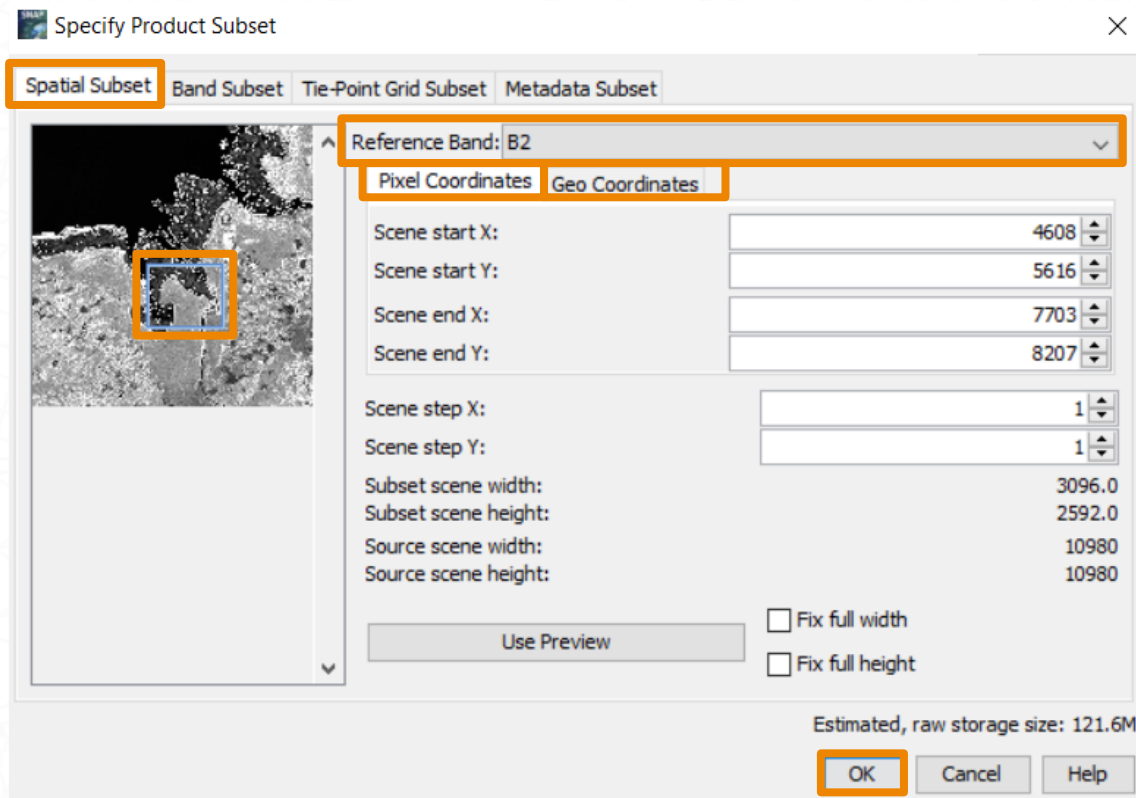 SNAP
Specify Product Subset
Spatial Subset Band Subset Tie-Point Grid Subset Metadata Subset
Reference Band: B2
Pixel Coordinates Geo Coordinates
Scene start X: 4608
Scene start Y: 5616
Scene end X: 7703
Scene end Y: 8207
Scene step X: 1
Scene step Y: 1
Subset scene width: 3096.0
Subset scene height: 2592.0
Source scene width: 10980
Source scene height: 10980
Use Preview
Fix full width
Fix full height
Estimated, raw storage size: 121.6M
OK Cancel Help